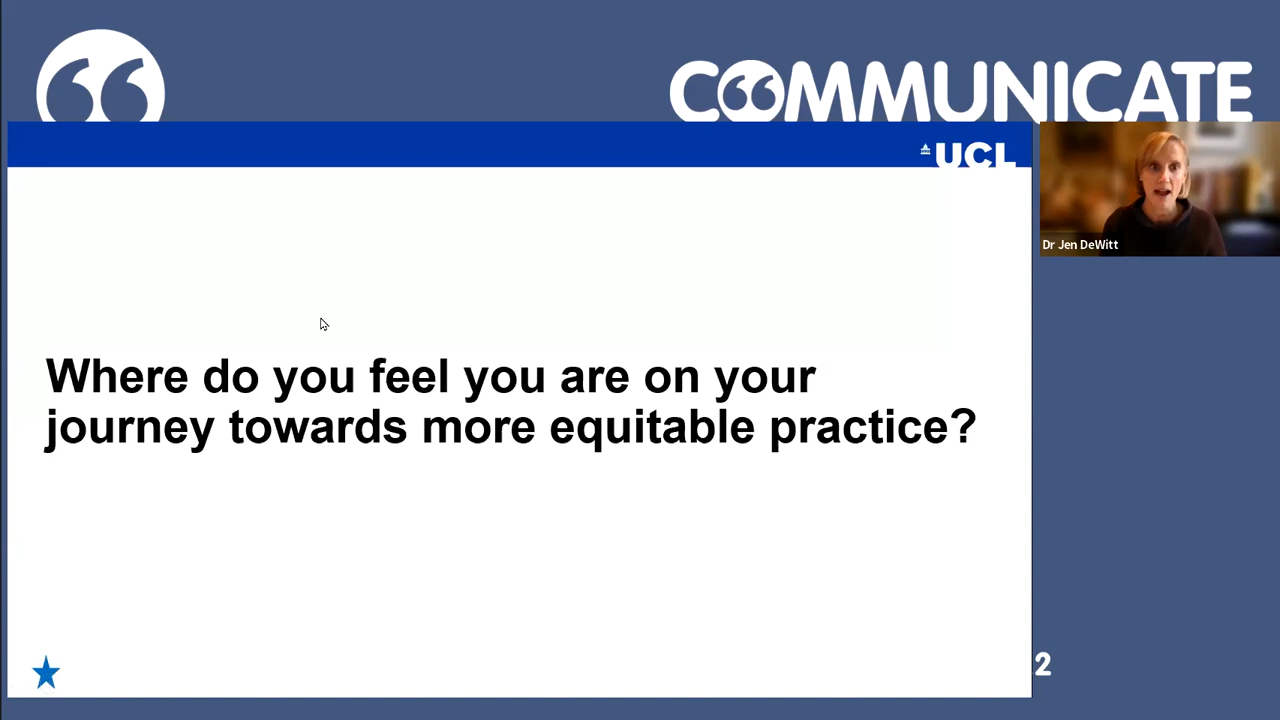 COMMUNICATE
UCL
Dr Jen DeWitt
Where do you feel you are on your
journey towards more equitable practice?
2